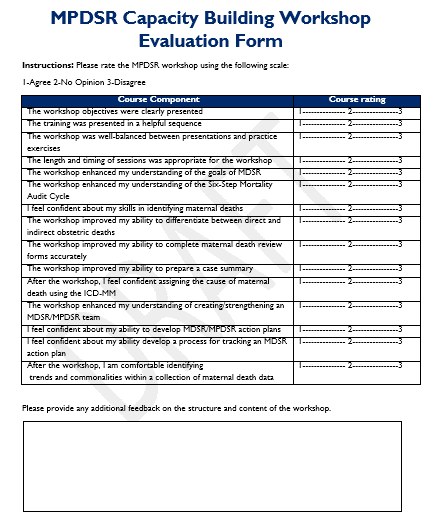 MPDSR Capacity Building Workshop
Evaluation Form
Instructions: Please rate the MPDSR workshop using the following scale:
1-Agree 2-No Opinion 3-Disagree
Course Component Course rating
The workshop objectives were clearly presented 1--------------- 2----------------3
The training was presented in a helpful sequence 1--------------- 2----------------3
The workshop was well-balanced between presentations and practice 1--------------- 2----------------3
exercises
The length and timing of sessions was appropriate for the workshop 1--------------- 2----------------3
The workshop enhanced my understanding of the goals of MDSR 1--------------- 2----------------3
The workshop enhanced my understanding of the Six-Step Mortality 1--------------- 2----------------3
Audit Cycle
I feel confident about my skills in identifying maternal deaths 1--------------- 2----------------3
The workshop improved my ability to differentiate between direct and 1--------------- 2----------------3
indirect obstetric deaths
The workshop improved my ability to complete maternal death review 1--------------- 2----------------3
forms accurately
The workshop improved my ability to prepare a case summary 1--------------- 2----------------3
After the workshop, I feel confident assigning the cause of maternal 1--------------- 2----------------3
death using the ICD-MM
The workshop enhanced my understanding of creating/strengthening an 1--------------- 2----------------3
MDSR/MPDSR team
I feel confident about my ability to develop MDSR/MPDSR action plans 1--------------- 2----------------3
I feel confident about my ability develop a process for tracking an MDSR 1--------------- 2----------------3
action plan
After the workshop, I am comfortable identifying 1--------------- 2----------------3
trends and commonalities within a collection of maternal death data
Please provide any additional feedback on the structure and content of the workshop.
DRAFT